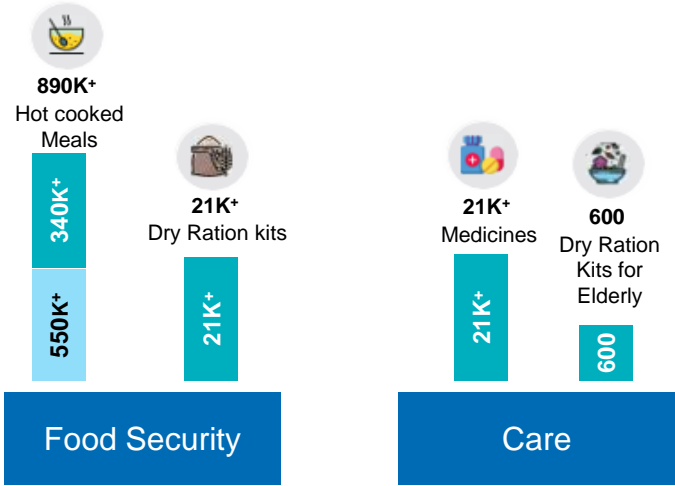 890K+
Hot cooked
Meals
340K+
550K+
21K+
Dry Ration kits
21K+
Food Security
21K+
Medicines
21K+
600
Dry Ration
Kits for
Elderly
600
Care